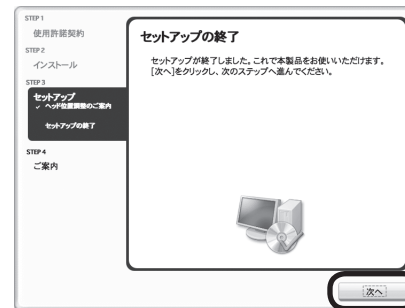 STEP 1
使用許諾契約
STEP 2
インストール
STEP 3
セットアップ
✓ ヘッド位置調整のご案内
セットアップの終了
STEP 4
ご案内
セットアップの終了
セットアップが終了しました。これで本製品をお使いいただけます。
[次へ]をクリックし、次のステップへ進んでください。
次へ